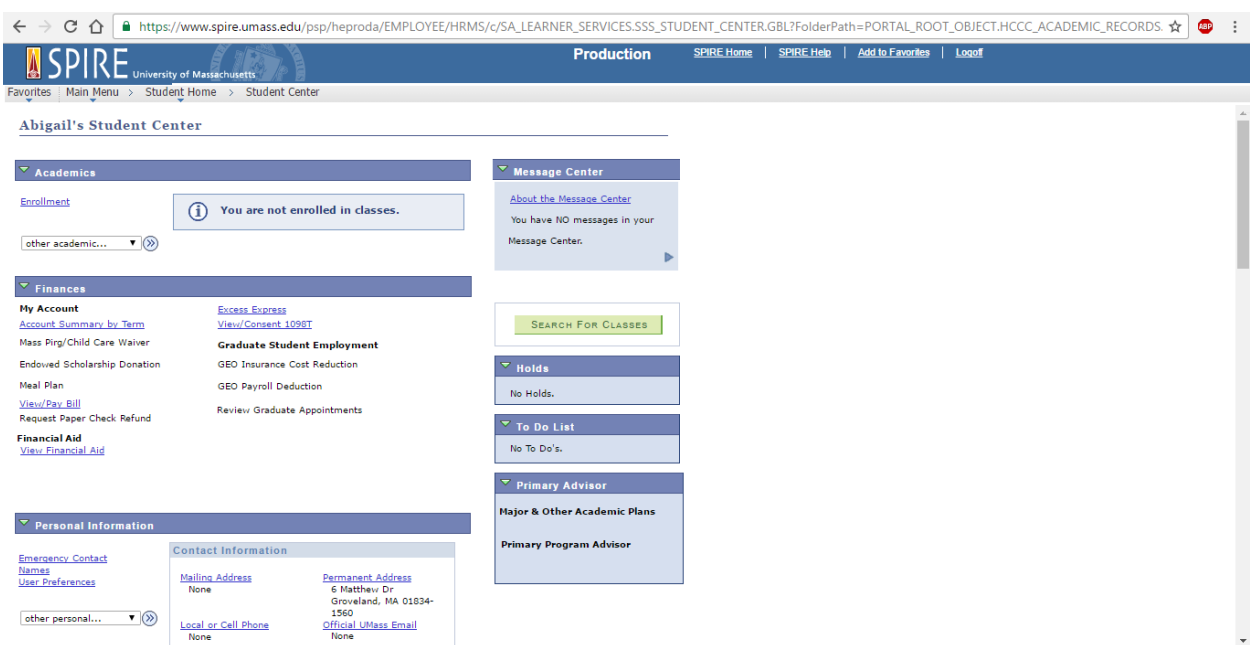 https://www.spire.umass.edu/psp/heproda/EMPLOYEE/HRMS/c/SA_LEARNER_SERVICES.SSS_STUDENT_CENTER.GBL?FolderPath=PORTAL_ROOT_OBJECT.HCCC_ACADEMIC_RECORDS.
ABP
SPIRE University of Massachusetts
Production
SPIRE Home | SPIRE Help | Add to Favorites | Logoff
Favorites Main Menu > Student Home > Student Center
Abigail's Student Center
Academics
Enrollment
You are not enrolled in classes.
other academic...
Finances
My Account
Account Summary by Term
Mass Pirg/Child Care Waiver
Endowed Scholarship Donation
Meal Plan
View/Pay Bill
Request Paper Check Refund
Financial Aid
View Financial Aid
Excess Express
View/Consent 1098T
Graduate Student Employment
GEO Insurance Cost Reduction
GEO Payroll Deduction
Review Graduate Appointments
Personal Information
Emergency Contact
Names
User Preferences
other personal...
Contact Information
Mailing Address
None
Permanent Address
6 Matthew Dr
Groveland, MA 01834-
1560
Local or Cell Phone
None
Official UMass Email
None
Message Center
About the Message Center
You have NO messages in your
Message Center.
SEARCH FOR CLASSES
Holds
No Holds.
To Do List
No To Do's.
Primary Advisor
Major & Other Academic Plans
Primary Program Advisor